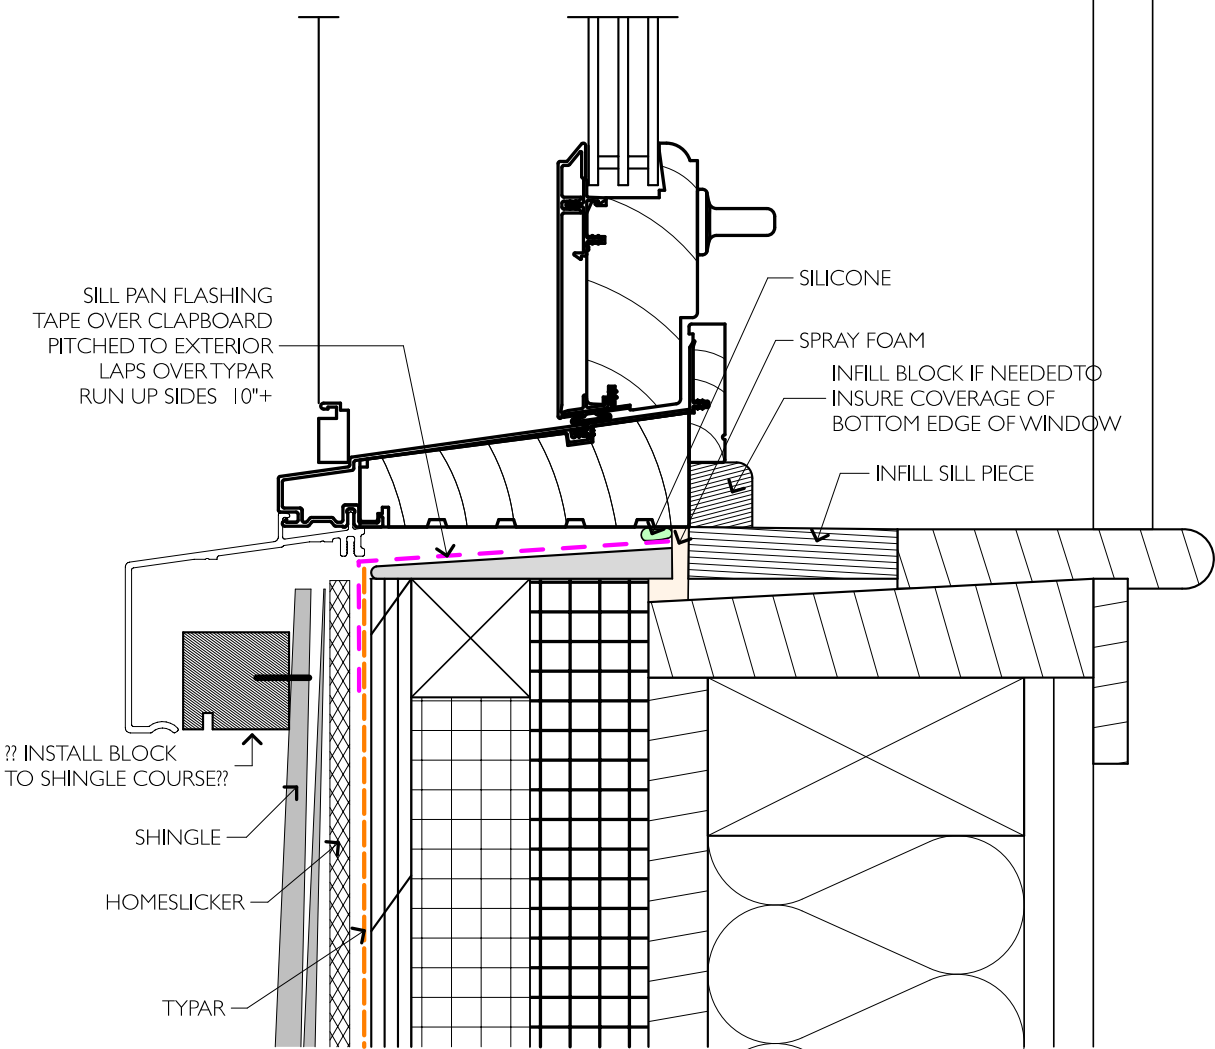 SILL PAN FLASHING
TAPE OVER CLAPBOARD
PITCHED TO EXTERIOR
LAPS OVER TYPAR
RUN UP SIDES 10"+
SILICONE
SPRAY FOAM
INFILL BLOCK IF NEEDEDTO
INSURE COVERAGE OF
BOTTOM EDGE OF WINDOW
INFILL SILL PIECE
?? INSTALL BLOCK
TO SHINGLE COURSE??
SHINGLE
HOMESLICKER
TYPAR